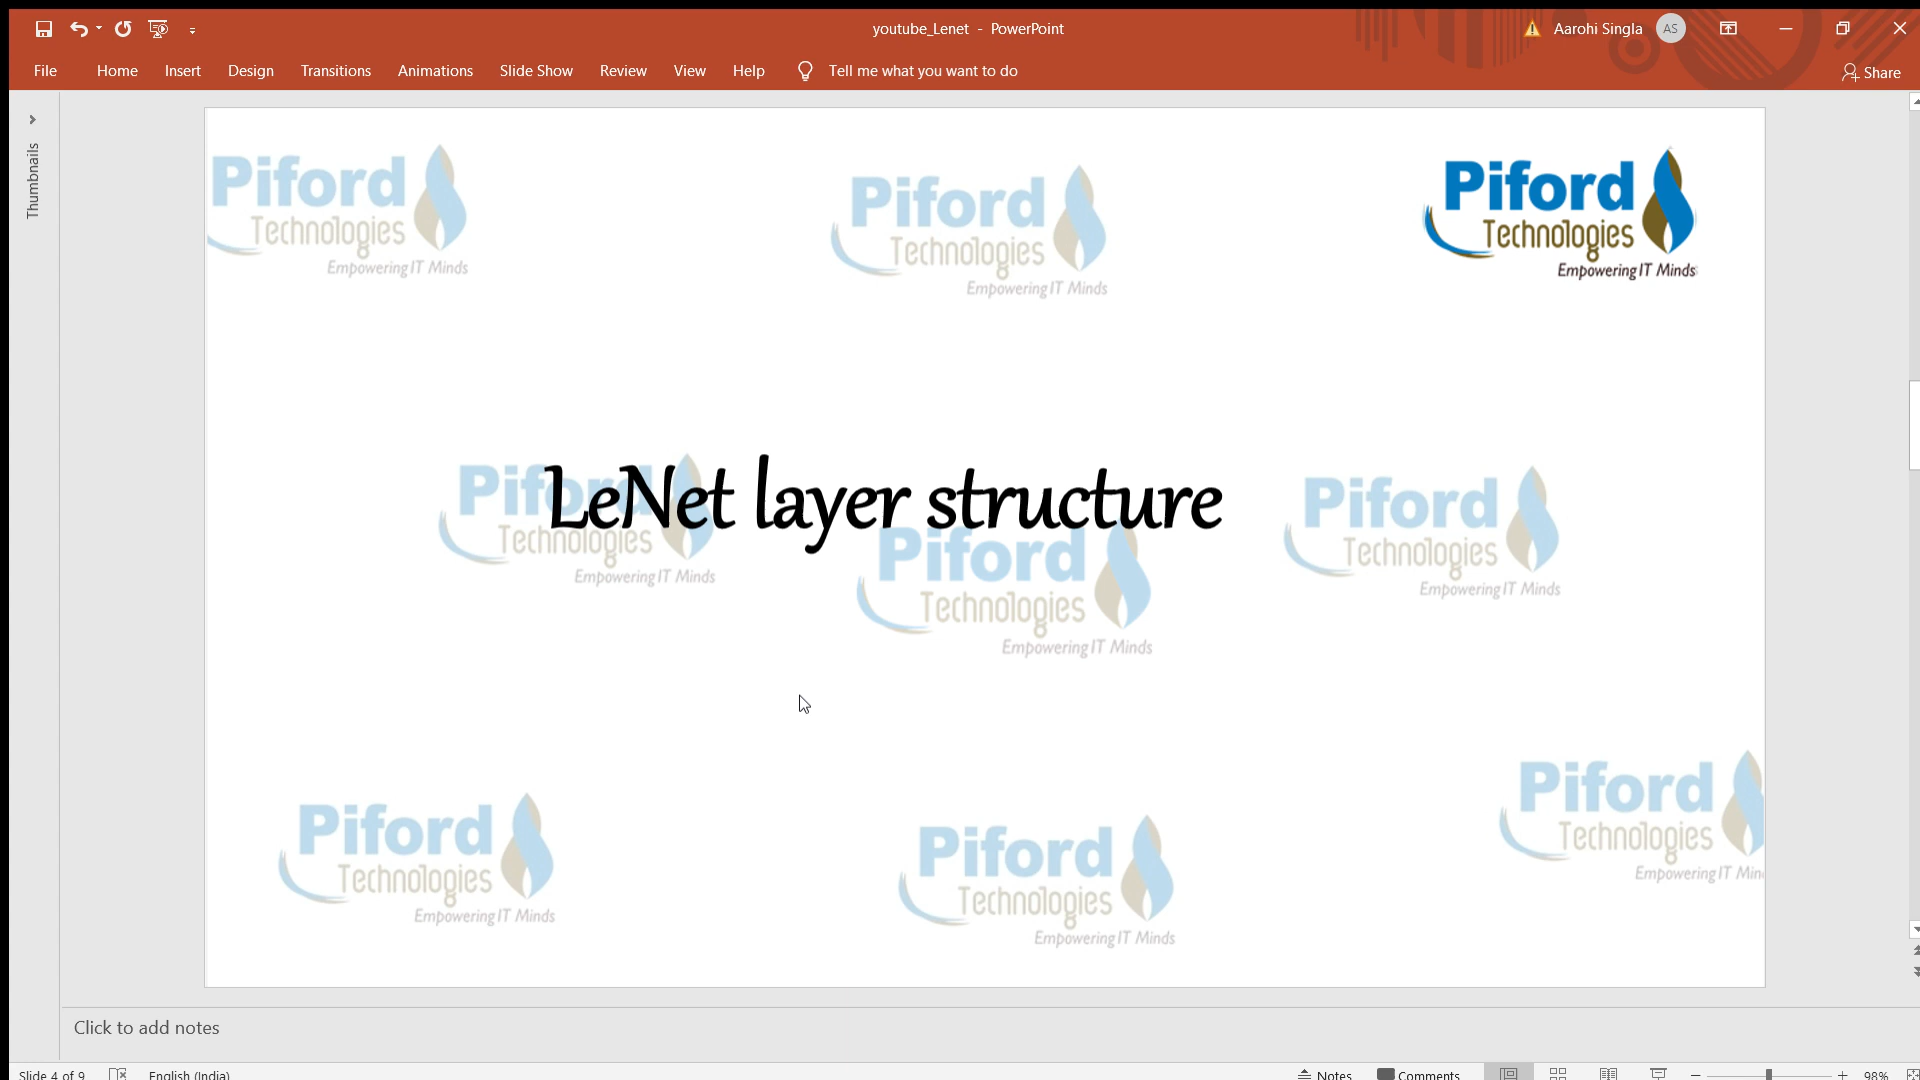 youtube_Lenet - PowerPoint
Aarohi Singla
AS
File
Home
Insert
Design
Transitions
Animations
Slide Show
Review
View
Help
Tell me what you want to do
Share
Thumbnails
Piford
Technologies
Empowering IT Minds
Piford
Technologies
Empowering IT Minds
Piford
Technologies
Empowering IT Minds
LeNet layer structure
Piford
Technologies
Empowering IT Minds
Piford
Technologies
Empowering IT Minds
Piford
Technologies
Empowering IT Minds
Piford
Technologies
Empowering IT Minds
Piford
Technologies
Empowering IT Minds
Piford
Technologies
Empowering IT Min
Click to add notes
Slide 4 of 9
English (India)
Notes
Comments
98%